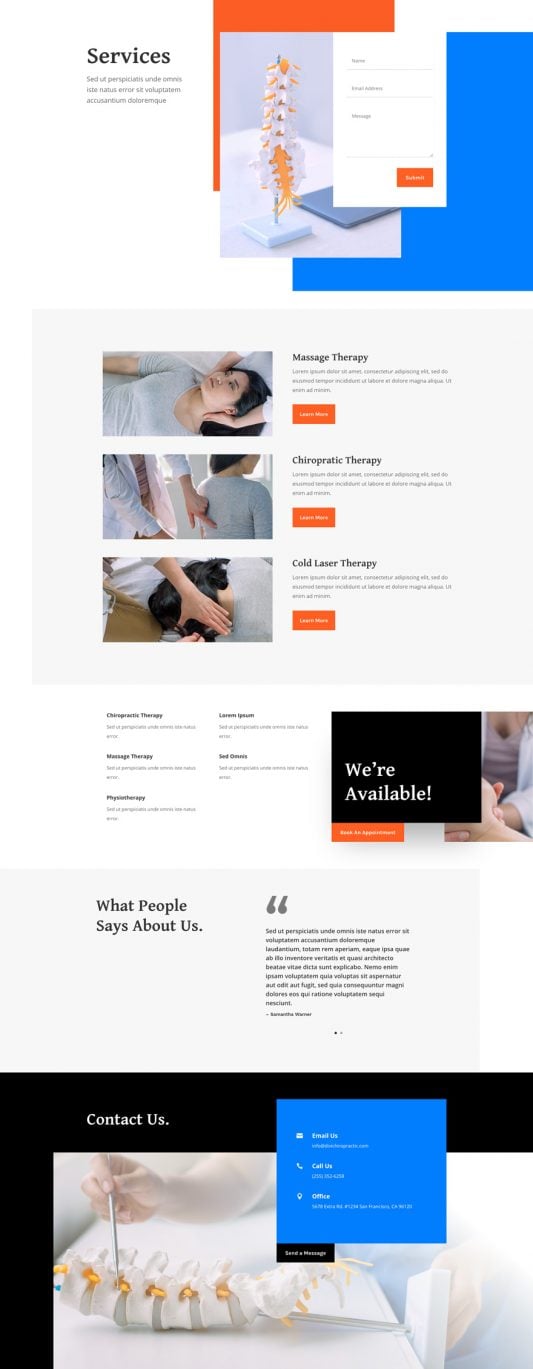 Services
Sed ut perspiciatis unde omnis
iste natus error sit voluptatem
accusantium doloremque
Name
Email Address
Message
Submit
Massage Therapy
Lorem ipsum dolor sit amet, consectetur adipiscing elit, sed do
eiusmod tempor incididunt ut labore et dolore magna aliqua. Ut
enim ad minim.
Learn More
Chiropratic Therapy
Lorem ipsum dolor sit amet, consectetur adipiscing elit, sed do
eiusmod tempor incididunt ut labore et dolore magna aliqua. Ut
enim ad minim.
Learn More
Cold Laser Therapy
Lorem ipsum dolor sit amet, consectetur adipiscing elit, sed do
eiusmod tempor incididunt ut labore et dolore magna aliqua. Ut
enim ad minim.
Learn More
Chiropractic Therapy
Sed ut perspiciatis unde omnis iste natus
error.
Massage Therapy
Sed ut perspiciatis unde omnis iste natus
error.
Physiotherapy
Sed ut perspiciatis unde omnis iste natus
error.
Lorem Ipsum
Sed ut perspiciatis unde omnis iste natus
error.
Sed Omnis
Sed ut perspiciatis unde omnis iste natus
error.
We're
Available!
Book An Appointment
What People
Says About Us.
“
Sed ut perspiciatis unde omnis iste natus error sit
voluptatem accusantium doloremque
laudantium, totam rem aperiam, eaque ipsa quae
ab illo inventore veritatis et quasi architecto
beatae vitae dicta sunt explicabo. Nemo enim
ipsam voluptatem quia voluptas sit aspernatur
aut odit aut fugit, sed quia consequuntur magni
dolores eos qui ratione voluptatem sequi
nesciunt.
~ Samantha Warner
Contact Us.
Email Us
info@divichiropractic.com
Call Us
(255) 352-6258
Office
5678 Extra Rd. #1234 San Francisco, CA 96120
Send a Message